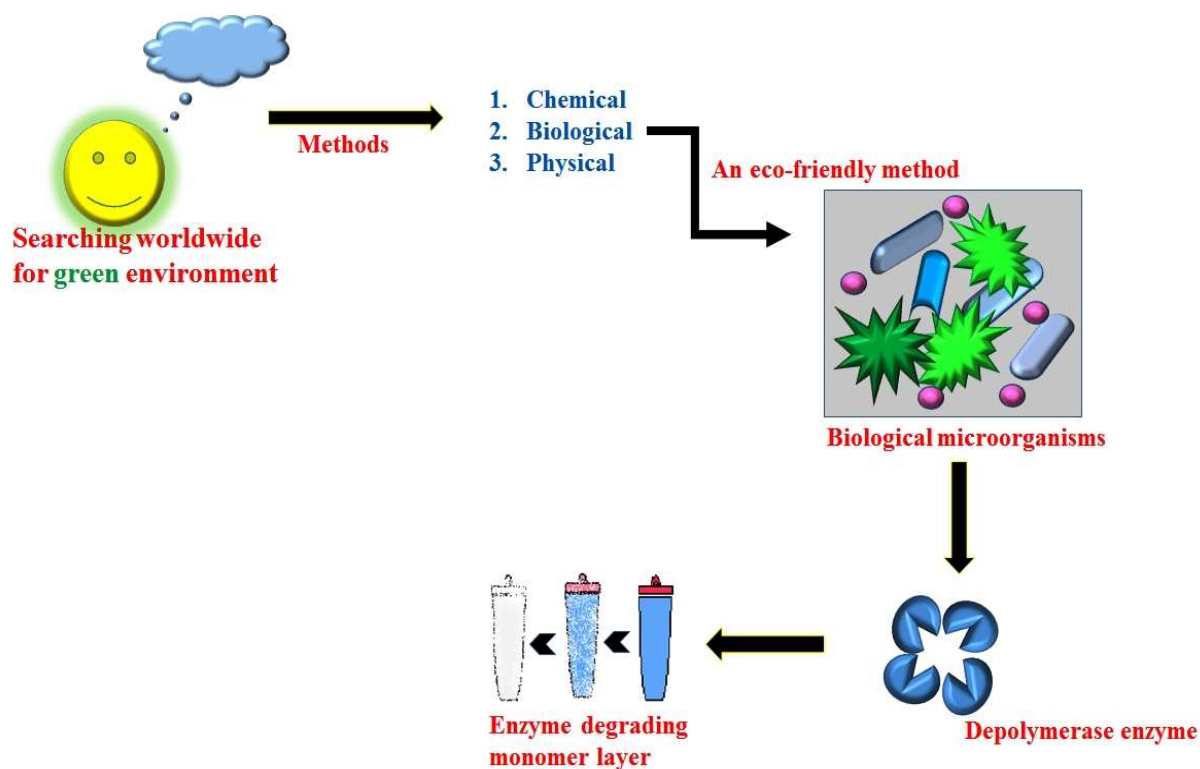 Searching worldwide
for green environment
Methods
1. Chemical
2. Biological
3. Physical
An eco-friendly method
Biological microorganisms
Depolymerase enzyme
Enzyme degrading
monomer layer